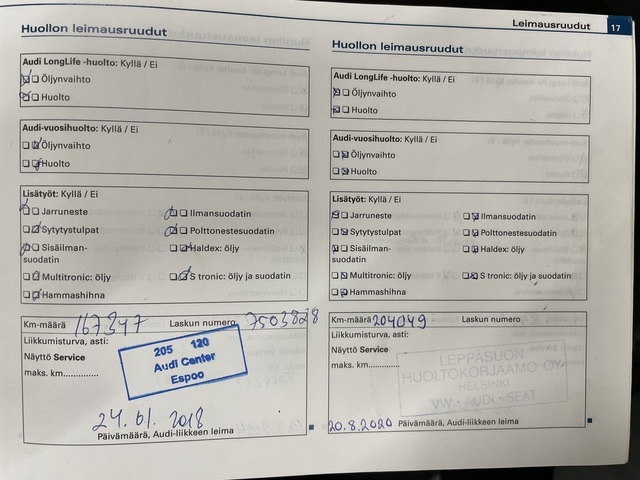 Leimausruudut 17
Huollon leimausruudut
Audi LongLife -huolto: Kyllä / Ei
Öljynvaihto
Huolto
Audi-vuosihuolto: Kyllä / Ei
Öljynvaihto
Huolto
Lisätyöt: Kyllä / Ei
Jarruneste
Ilmansuodatin
Sytytystulpat
Polttonestesuodatin
Sisäilman-
suodatin
Haldex: öljy
Multitronic: öljy
S tronic: öljy ja suodatin
Hammashihna
Km-määrä 167347 Laskun numero 7503828
Liikkumisturva, asti:
Näyttö Service
maks. km..............
205 120
Audi Center
Espoo
24.01. 2018
Päivämäärä, Audi-liikkeen leima
Huollon leimausruudut
Audi LongLife -huolto: Kyllä / Ei
Öljynvaihto
Huolto
Audi-vuosihuolto: Kyllä / Ei
Öljynvaihto
Huolto
Lisätyöt: Kyllä / Ei
Jarruneste
Ilmansuodatin
Sytytystulpat
Polttonestesuodatin
Sisäilman-
suodatin
Haldex: öljy
Multitronic: öljy
S tronic: öljy ja suodatin
Hammashihna
Km-määrä 204049 Laskun numero
Liikkumisturva, asti:
Näyttö Service
maks. km..............
LEPPÄSUON
HUOLTOKORJAAMO OY
HELSINKI
VW - AUDI - SEAT
20.8.2020 Päivämäärä, Audi-liikkeen leima